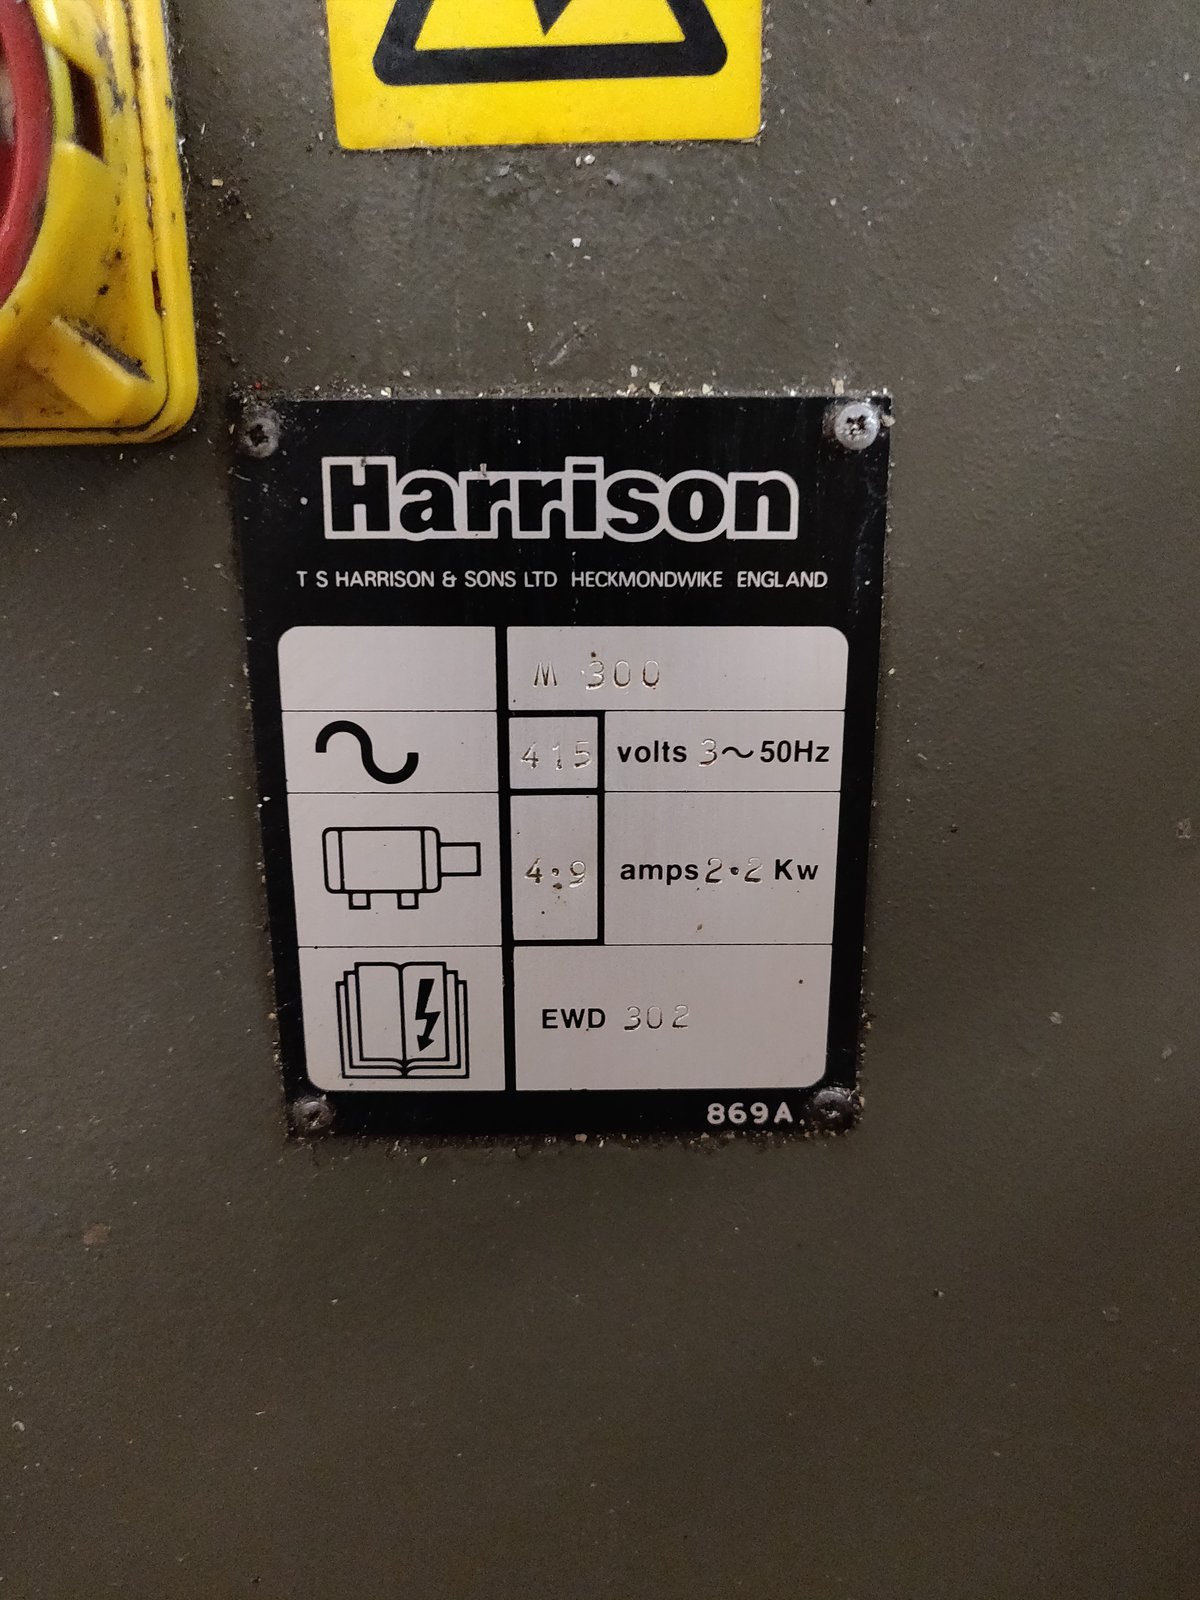 Harrison
T S HARRISON & SONS LTD HECKMONDWIKE ENGLAND
M 300
415 volts 3~50Hz
4.9 amps 2.2 Kw
EWD 302
869A